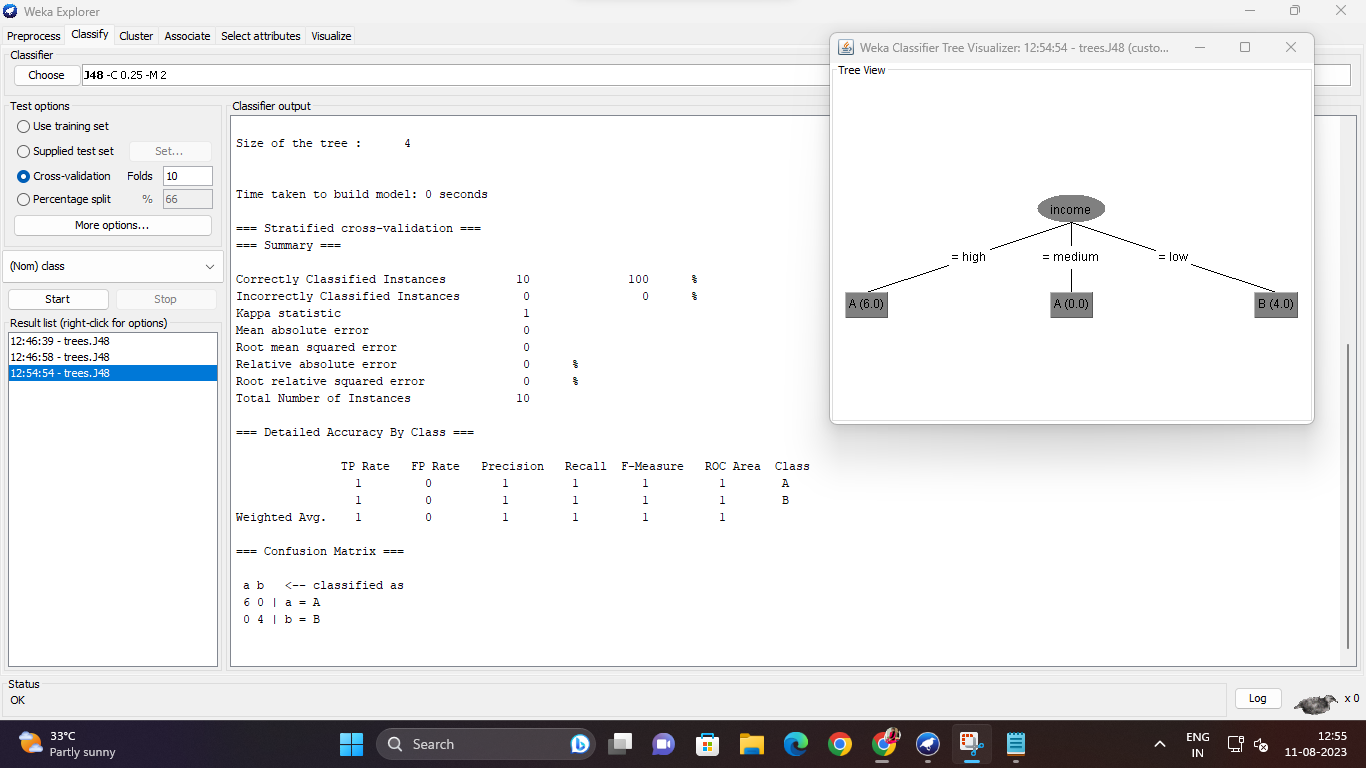 Weka Explorer
Preprocess Classify Cluster Associate Select attributes Visualize
Classifier
Choose J48 -C 0.25 -M 2
Test options
Use training set
Supplied test set Set...
Cross-validation Folds 10
Percentage split % 66
More options...
(Nom) class
Start Stop
Result list (right-click for options)
12:46:39 - trees.J48
12:46:58 - trees.J48
12:54:54 - trees.J48
Classifier output
Size of the tree : 4
Time taken to build model: 0 seconds
=== Stratified cross-validation ===
=== Summary ===
Correctly Classified Instances 10 100 %
Incorrectly Classified Instances 0 0 %
Kappa statistic 1
Mean absolute error 0
Root mean squared error 0
Relative absolute error 0 %
Root relative squared error 0 %
Total Number of Instances 10
=== Detailed Accuracy By Class ===
TP Rate FP Rate Precision Recall F-Measure ROC Area Class
1 0 1 1 1 1 A
1 0 1 1 1 1 B
Weighted Avg. 1 0 1 1 1 1
=== Confusion Matrix ===
a b <-- classified as
6 0 | a = A
0 4 | b = B
Weka Classifier Tree Visualizer: 12:54:54 - trees.J48 (custo...
Tree View
income
= high = medium = low
A (6.0) A (0.0) B (4.0)
Status
OK
Log x 0
33°C
Partly sunny
Search
ENG
IN
12:55
11-08-2023